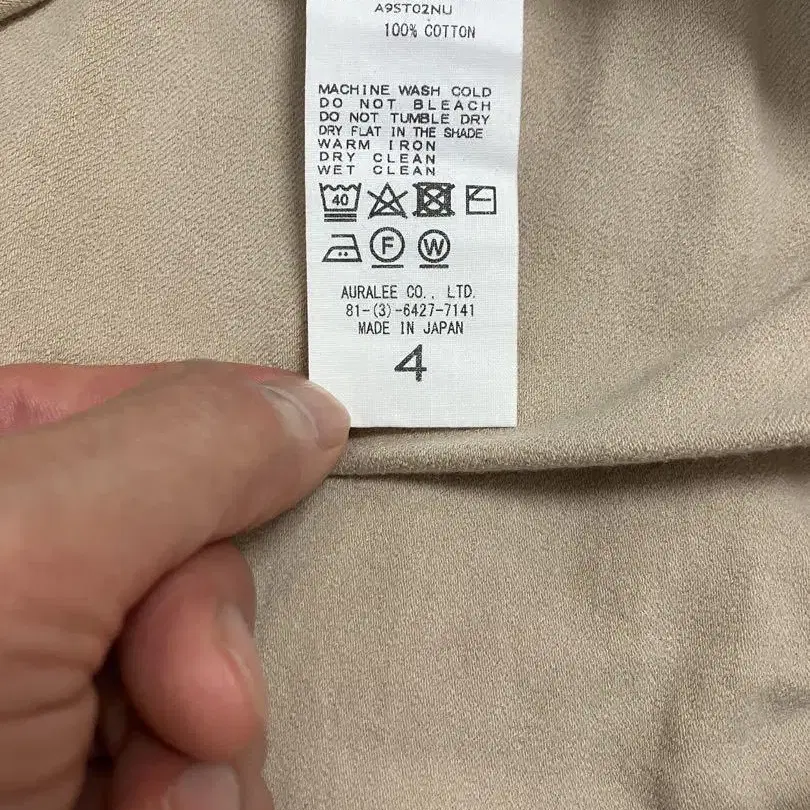 A9ST02NU
100% COTTON
MACHINE WASH COLD
DO NOT BLEACH
DO NOT TUMBLE DRY
DRY FLAT IN THE SHADE
WARM IRON
DRY CLEAN
WET CLEAN
40
F W
AURALEE CO., LTD.
81-(3)-6427-7141
MADE IN JAPAN
4